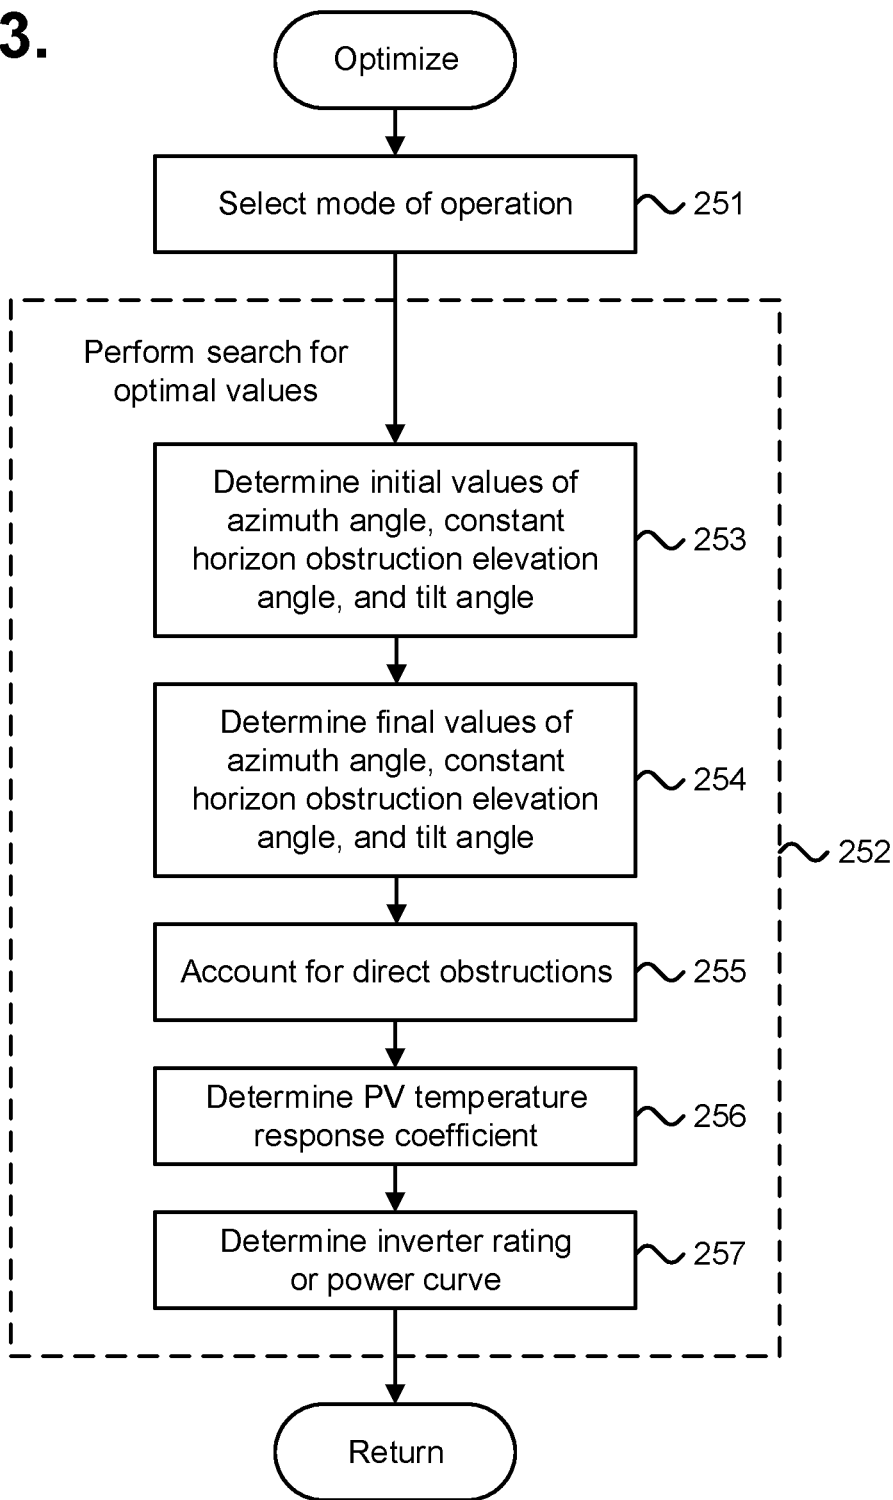 3.
Optimize
Select mode of operation
251
Perform search for
optimal values
Determine initial values of
azimuth angle, constant
horizon obstruction elevation
angle, and tilt angle
253
Determine final values of
azimuth angle, constant
horizon obstruction elevation
angle, and tilt angle
254
252
Account for direct obstructions
255
Determine PV temperature
response coefficient
256
Determine inverter rating
or power curve
257
Return